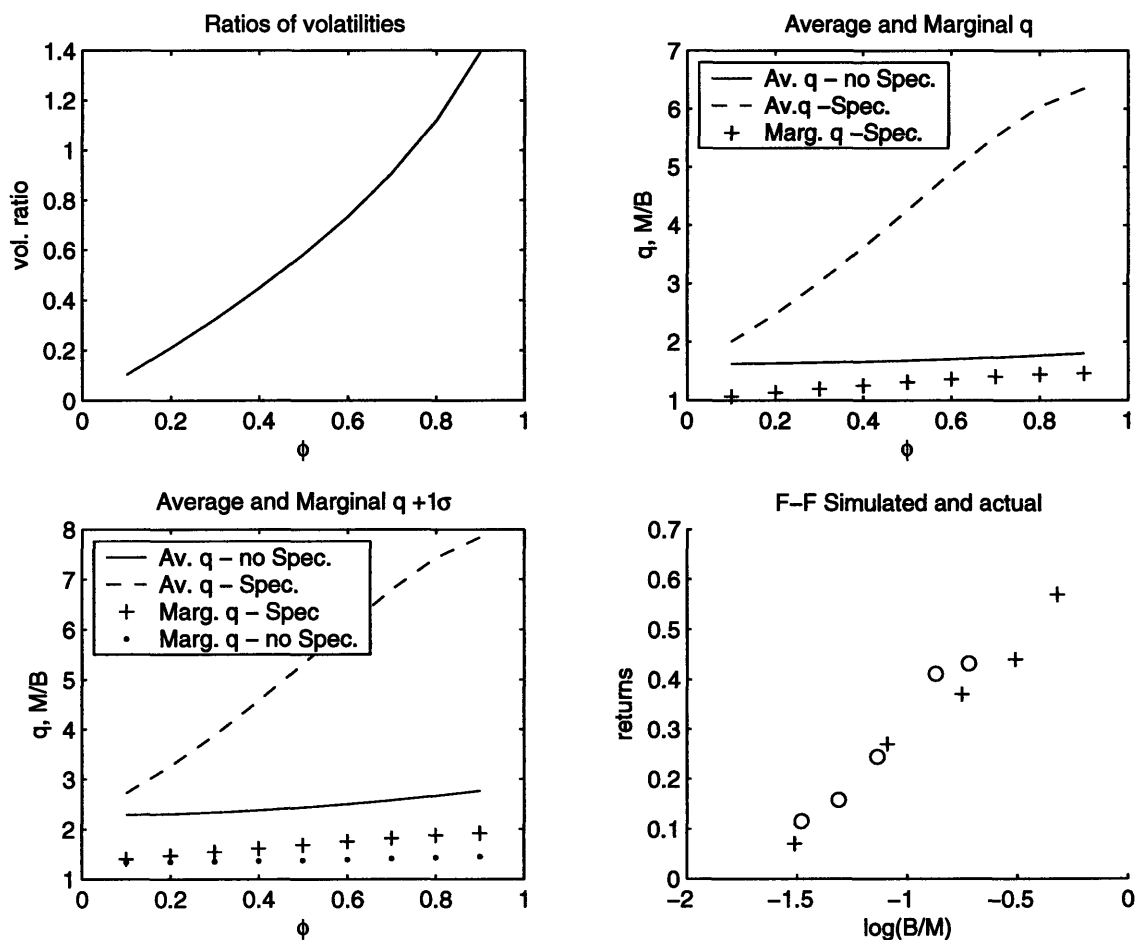 Ratios of volatilities
1.4
1.2
1
0.8
0.6
0.4
0.2
0
vol. ratio
0 0.2 0.4 0.6 0.8 1
ϕ
Average and Marginal q
7
6
5
4
3
2
1
q, M/B
Av. q – no Spec.
Av.q –Spec.
Marg. q –Spec.
0 0.2 0.4 0.6 0.8 1
ϕ
Average and Marginal q +1σ
8
7
6
5
4
3
2
1
q, M/B
Av. q – no Spec.
Av. q – Spec.
Marg. q – Spec
Marg. q – no Spec.
0 0.2 0.4 0.6 0.8 1
ϕ
F–F Simulated and actual
0.7
0.6
0.5
0.4
0.3
0.2
0.1
0
returns
−2 −1.5 −1 −0.5 0
log(B/M)